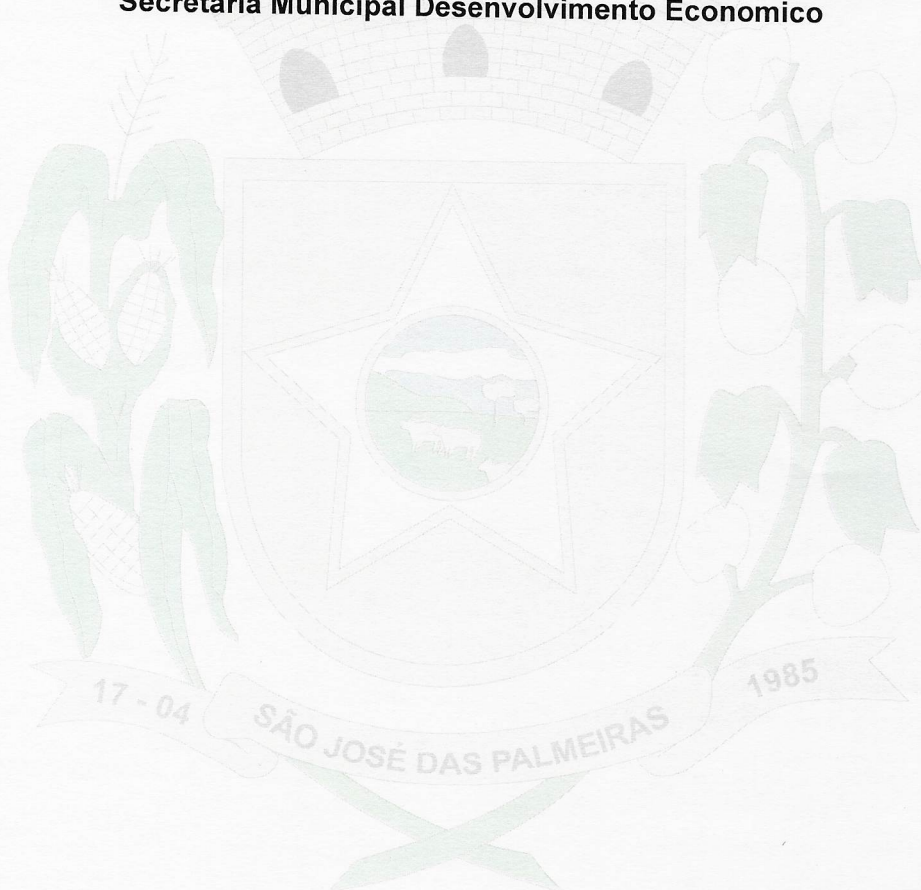 Secretaria Municipal Desenvolvimento Economico
17 - 04
SÃO JOSÉ DAS PALMEIRAS
1985